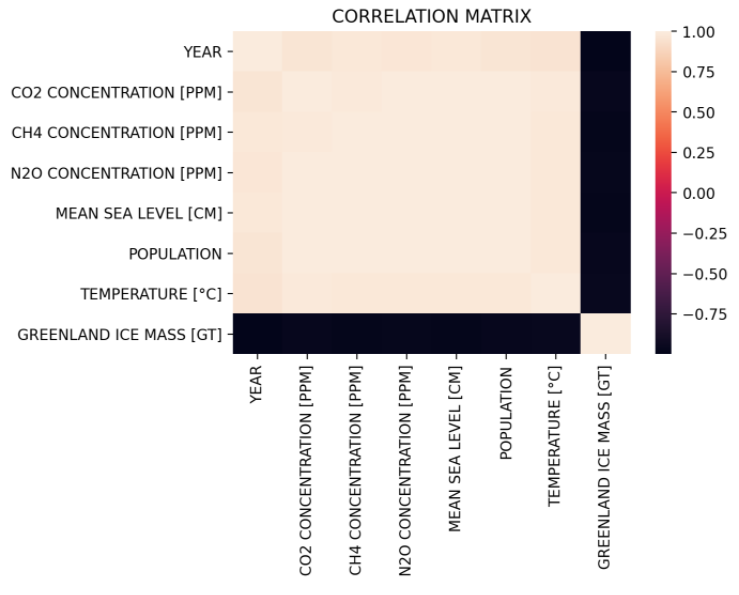 CORRELATION MATRIX
YEAR
CO2 CONCENTRATION [PPM]
CH4 CONCENTRATION [PPM]
N2O CONCENTRATION [PPM]
MEAN SEA LEVEL [CM]
POPULATION
TEMPERATURE [°C]
GREENLAND ICE MASS [GT]
YEAR
CO2 CONCENTRATION [PPM]
CH4 CONCENTRATION [PPM]
N2O CONCENTRATION [PPM]
MEAN SEA LEVEL [CM]
POPULATION
TEMPERATURE [°C]
GREENLAND ICE MASS [GT]
1.00
0.75
0.50
0.25
0.00
−0.25
−0.50
−0.75